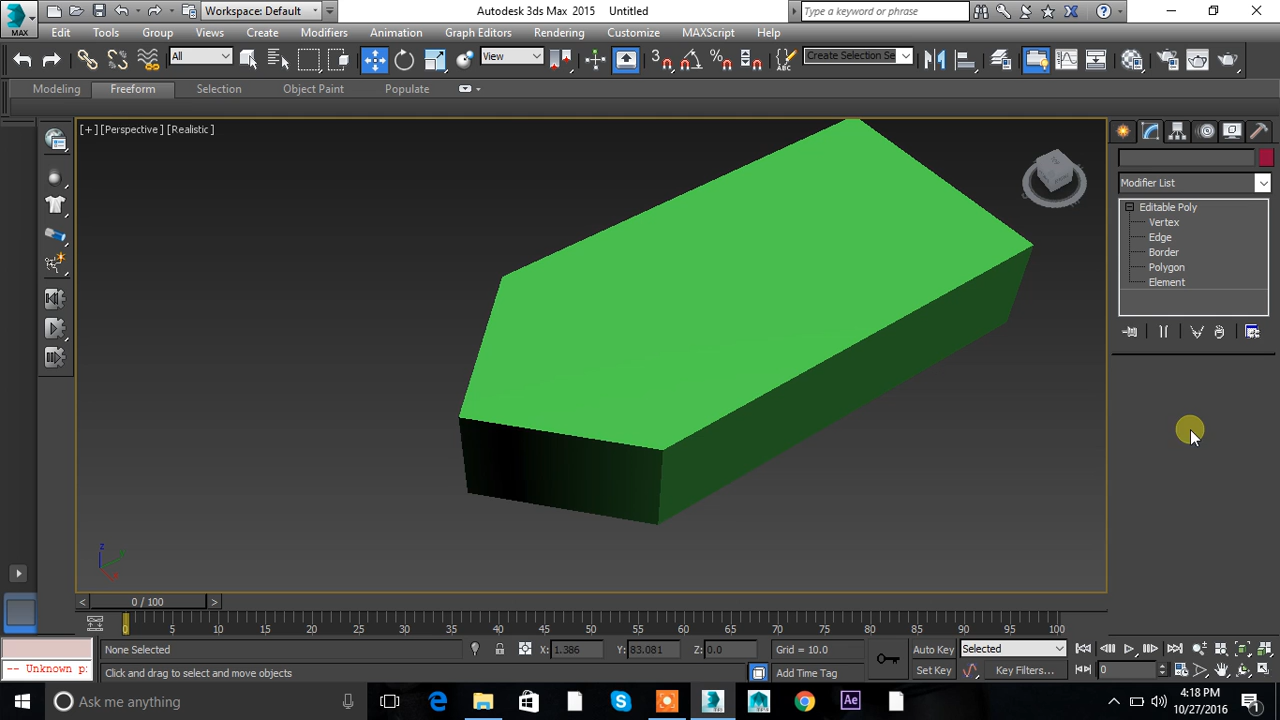 MAX
Workspace: Default
Autodesk 3ds Max 2015 Untitled
Type a keyword or phrase
Edit Tools Group Views Create Modifiers Animation Graph Editors Rendering Customize MAXScript Help
All
View
Create Selection Se
Modeling Freeform Selection Object Paint Populate
[+] [Perspective ] [Realistic ]
Modifier List
Editable Poly
Vertex
Edge
Border
Polygon
Element
z
< 0 / 100 >
0 5 10 15 20 25 30 35 40 45 50 55 60 65 70 75 80 85 90 95 100
None Selected X: 1.386 Y: 83.081 Z: 0.0 Grid = 10.0 Auto Key Selected
-- Unknown p: Click and drag to select and move objects Add Time Tag Set Key Key Filters... 0
Ask me anything
Ae
4:18 PM
10/27/2016